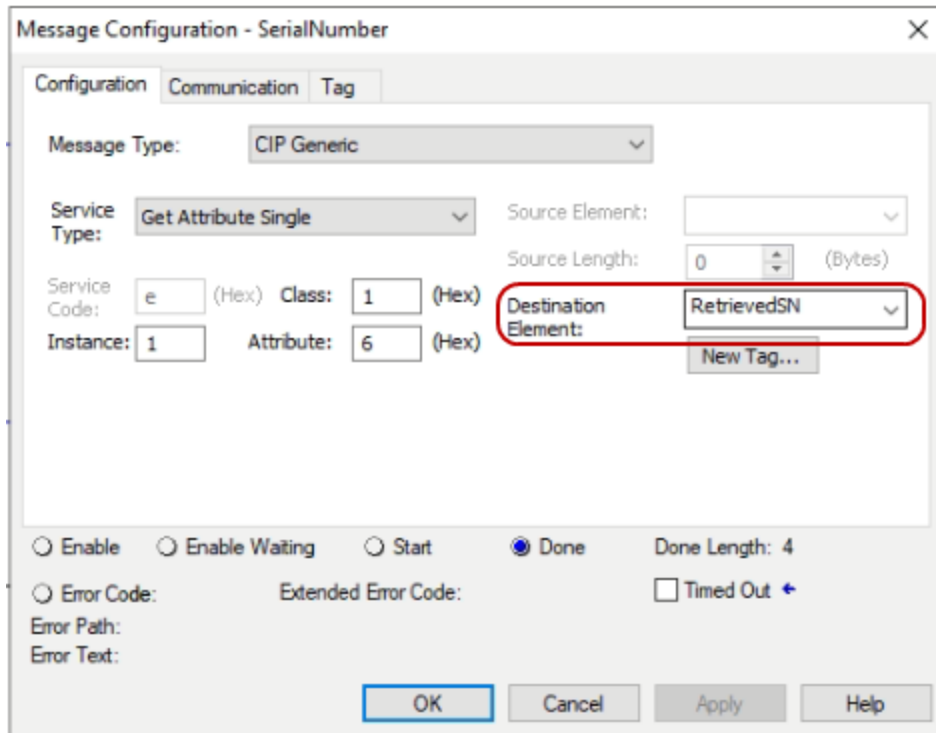 Message Configuration - SerialNumber
Configuration Communication Tag
Message Type: CIP Generic
Service Type: Get Attribute Single
Source Element:
Source Length: 0 (Bytes)
Service Code: e (Hex) Class: 1 (Hex)
Destination Element: RetrievedSN
Instance: 1 Attribute: 6 (Hex)
New Tag...
Enable Enable Waiting Start Done Done Length: 4
Error Code: Extended Error Code: Timed Out
Error Path:
Error Text:
OK Cancel Apply Help